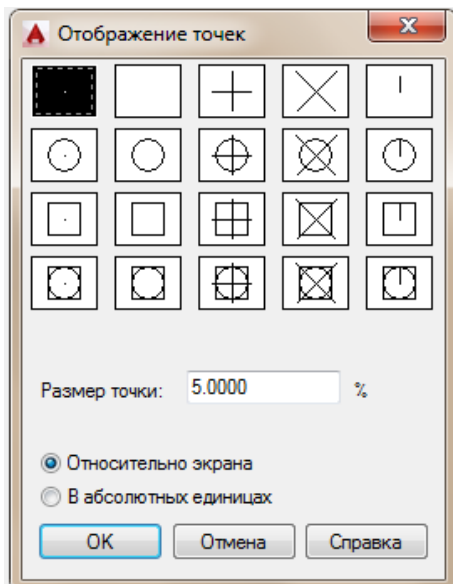 Отображение точек
Размер точки: 5.0000 %
Относительно экрана
В абсолютных единицах
OK Отмена Справка